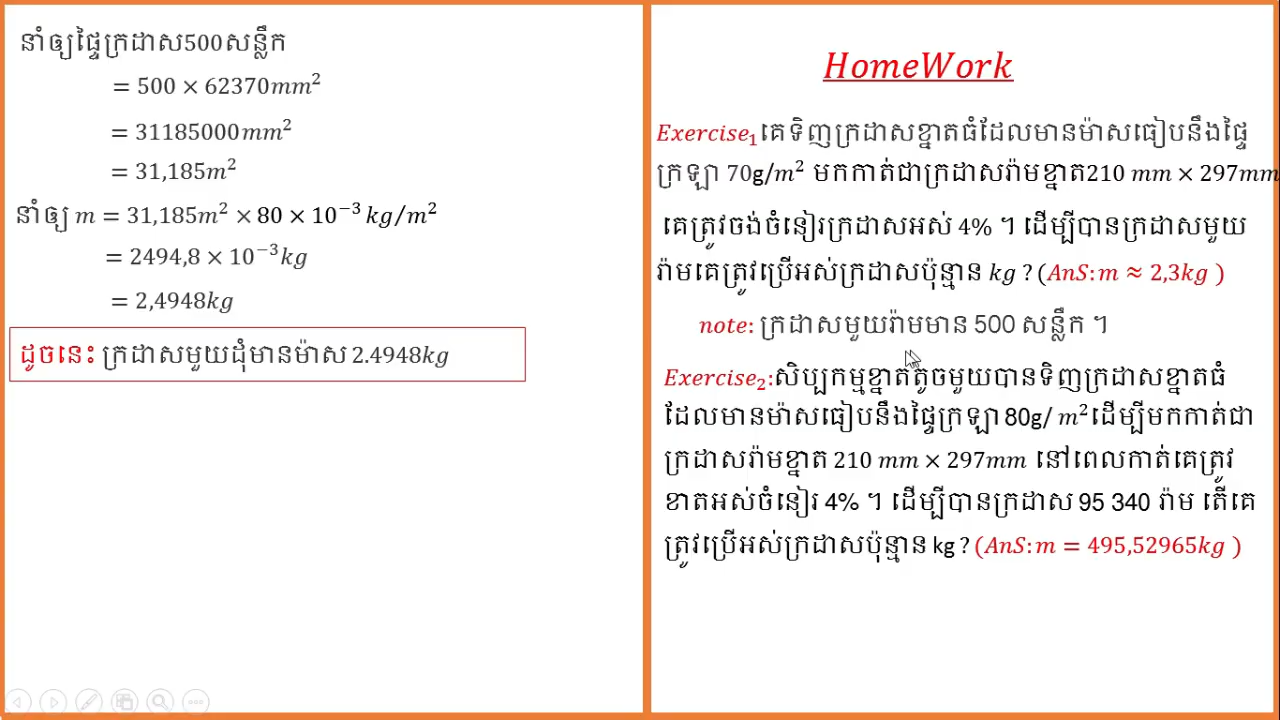 នាំឲ្យផ្ទៃក្រដាស500សន្លឹក
= 500 × 62370mm²
= 31185000mm²
= 31,185m²
នាំឲ្យ m = 31,185m² × 80 × 10⁻³ kg/m²
= 2494,8 × 10⁻³kg
= 2,4948kg
ដូចនេះ ក្រដាសមួយដុំមានម៉ាស 2.4948kg
HomeWork
Exercise₁គេទិញក្រដាសខ្នាតធំដែលមានម៉ាសធៀបនឹងផ្ទៃ
ក្រឡា 70g/m² មកកាត់ជាក្រដាសរ៉ាមខ្នាត210 mm × 297mm
គេត្រូវចង់ចំនៀរក្រដាសអស់ 4% ។ ដើម្បីបានក្រដាសមួយ
រ៉ាមគេត្រូវប្រើអស់ក្រដាសប៉ុន្មាន kg ? (AnS: m ≈ 2,3kg )
note: ក្រដាសមួយរ៉ាមមាន 500 សន្លឹក ។
Exercise₂:សិប្បកម្មខ្នាតតូចមួយបានទិញក្រដាសខ្នាតធំ
ដែលមានម៉ាសធៀបនឹងផ្ទៃក្រឡា 80g/ m² ដើម្បីមកកាត់ជា
ក្រដាសរ៉ាមខ្នាត 210 mm × 297mm នៅពេលកាត់គេត្រូវ
ខាតអស់ចំនៀរ 4% ។ ដើម្បីបានក្រដាស 95 340 រ៉ាម តើគេ
ត្រូវប្រើអស់ក្រដាសប៉ុន្មាន kg ? (AnS: m = 495,52965kg )